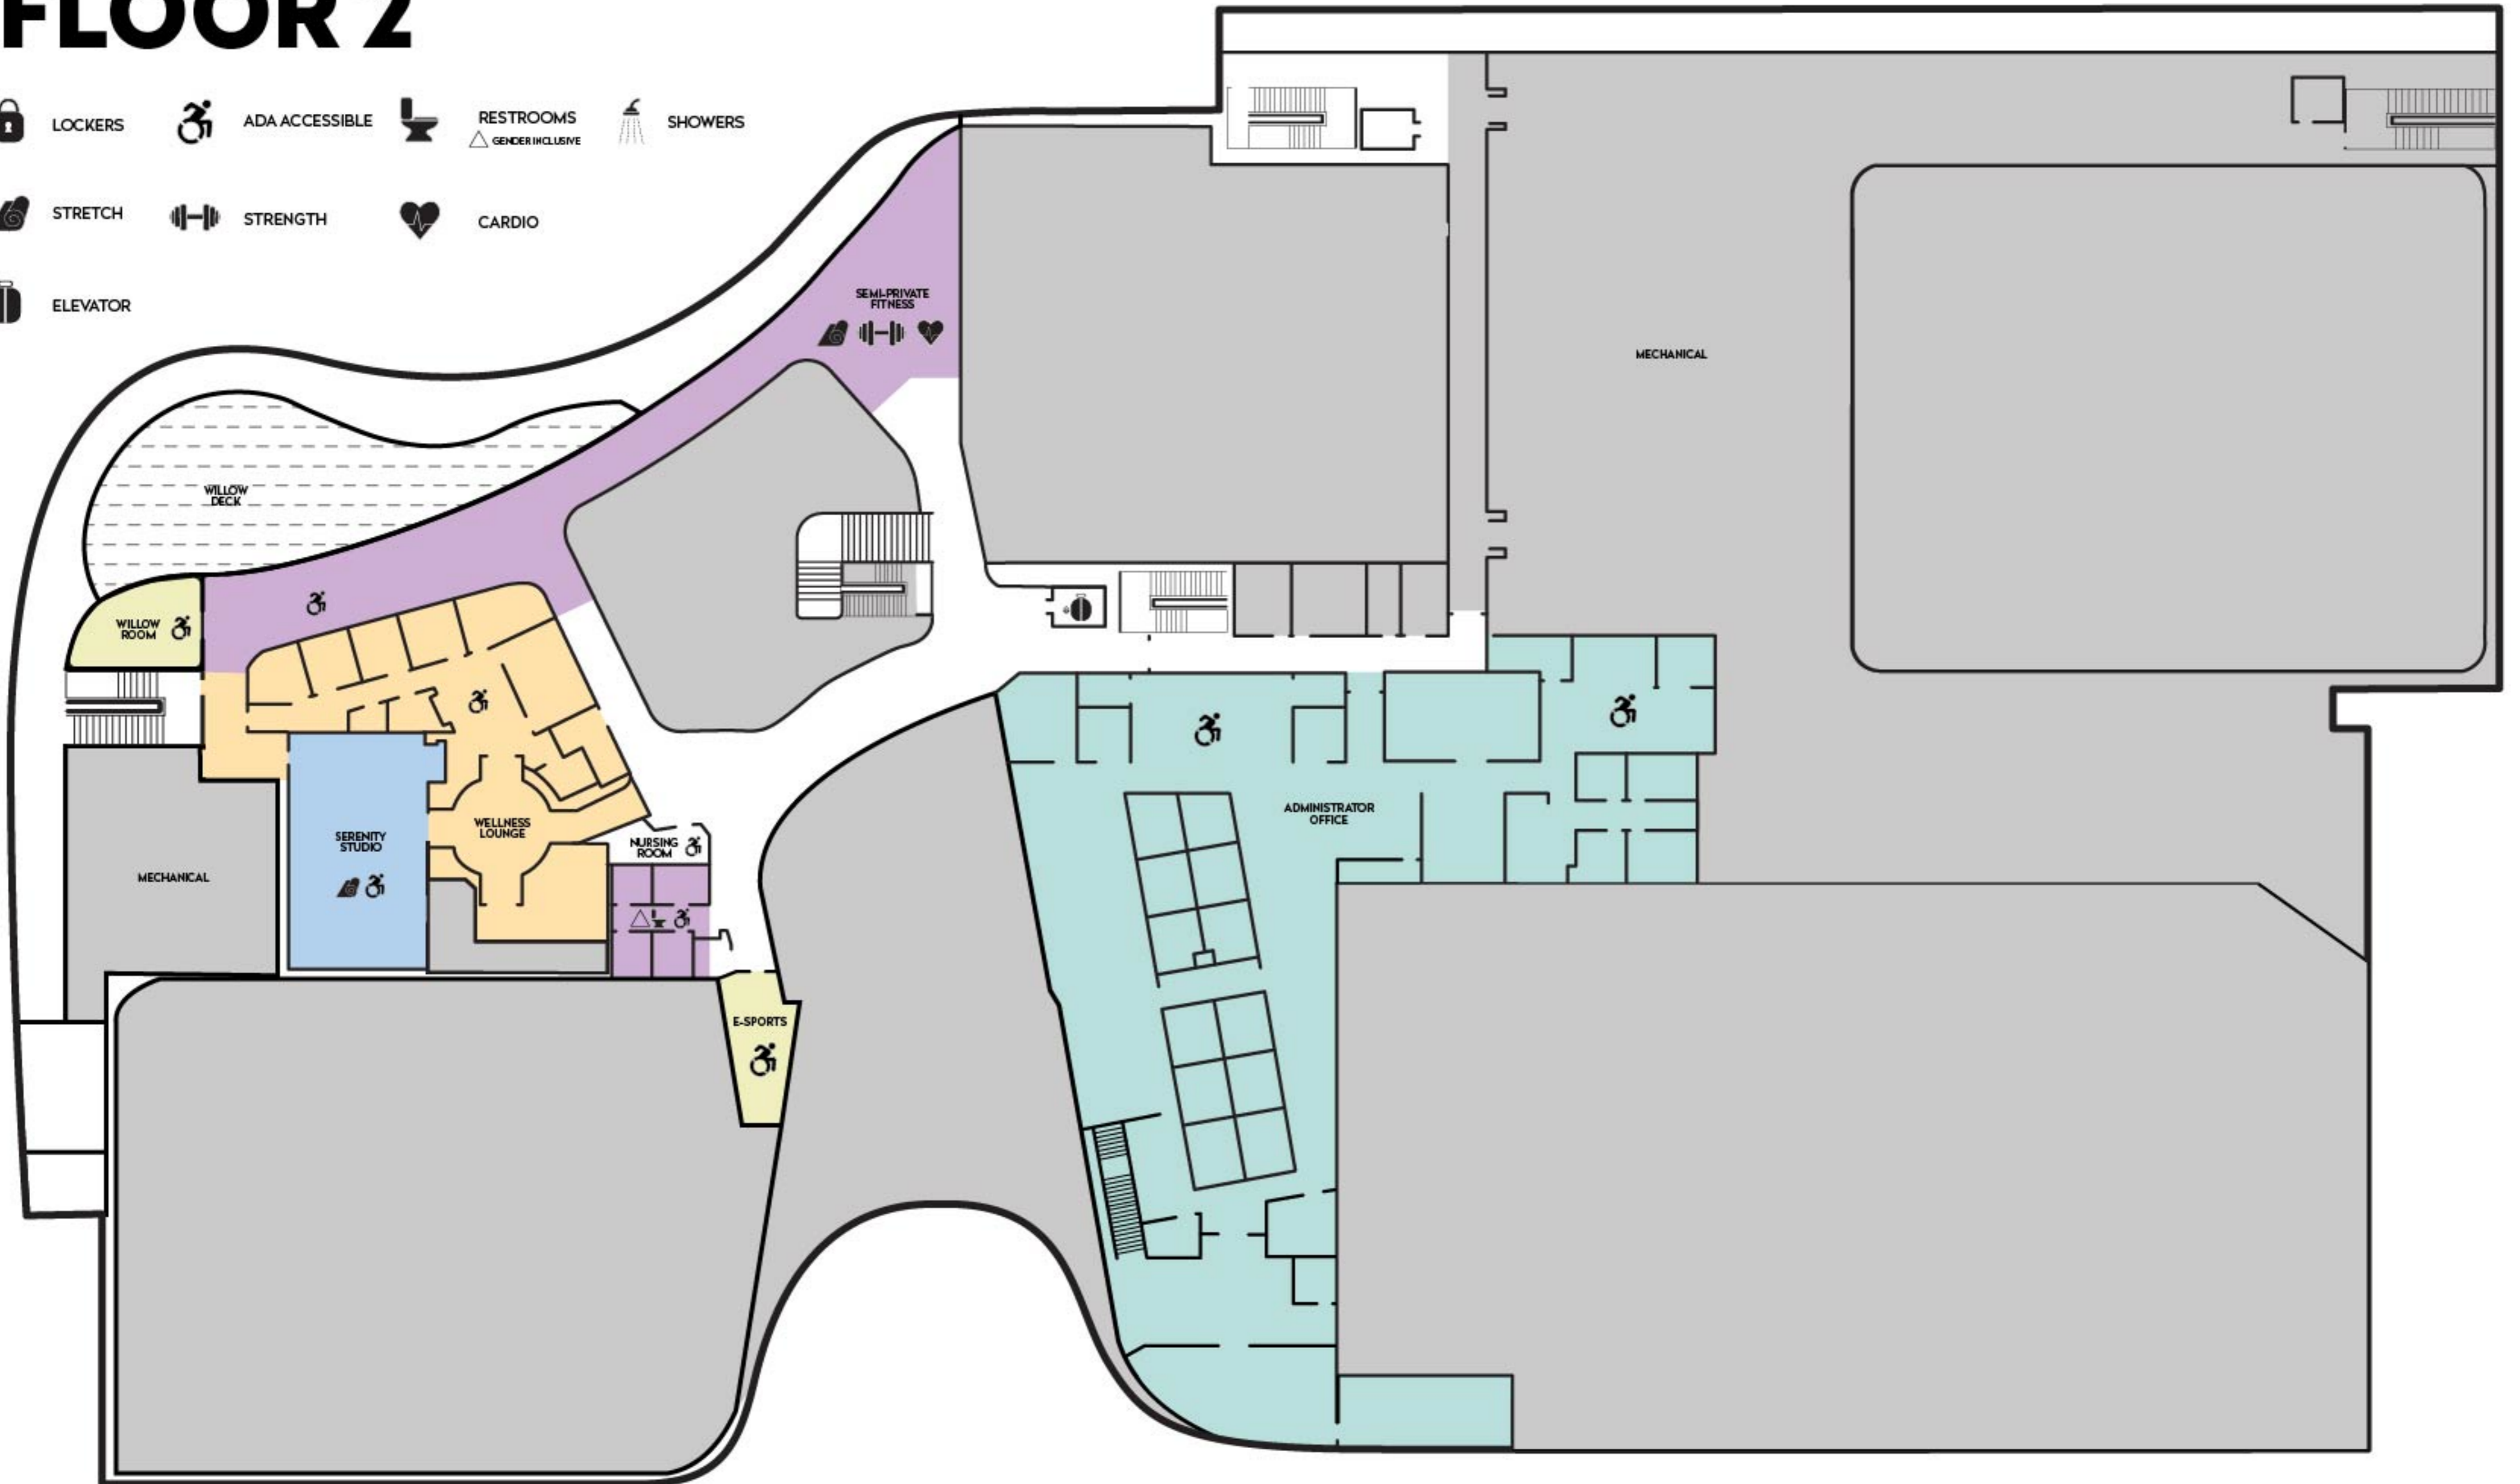 FLOOR 2
LOCKERS
ADA ACCESSIBLE
RESTROOMS
GENDER INCLUSIVE
SHOWERS
STRETCH
STRENGTH
CARDIO
ELEVATOR
SEMI-PRIVATE
FITNESS
MECHANICAL
WILLOW
DECK
WILLOW
ROOM
WELLNESS
LOUNGE
SERENITY
STUDIO
NURSING
ROOM
ADMINISTRATOR
OFFICE
MECHANICAL
E-SPORTS